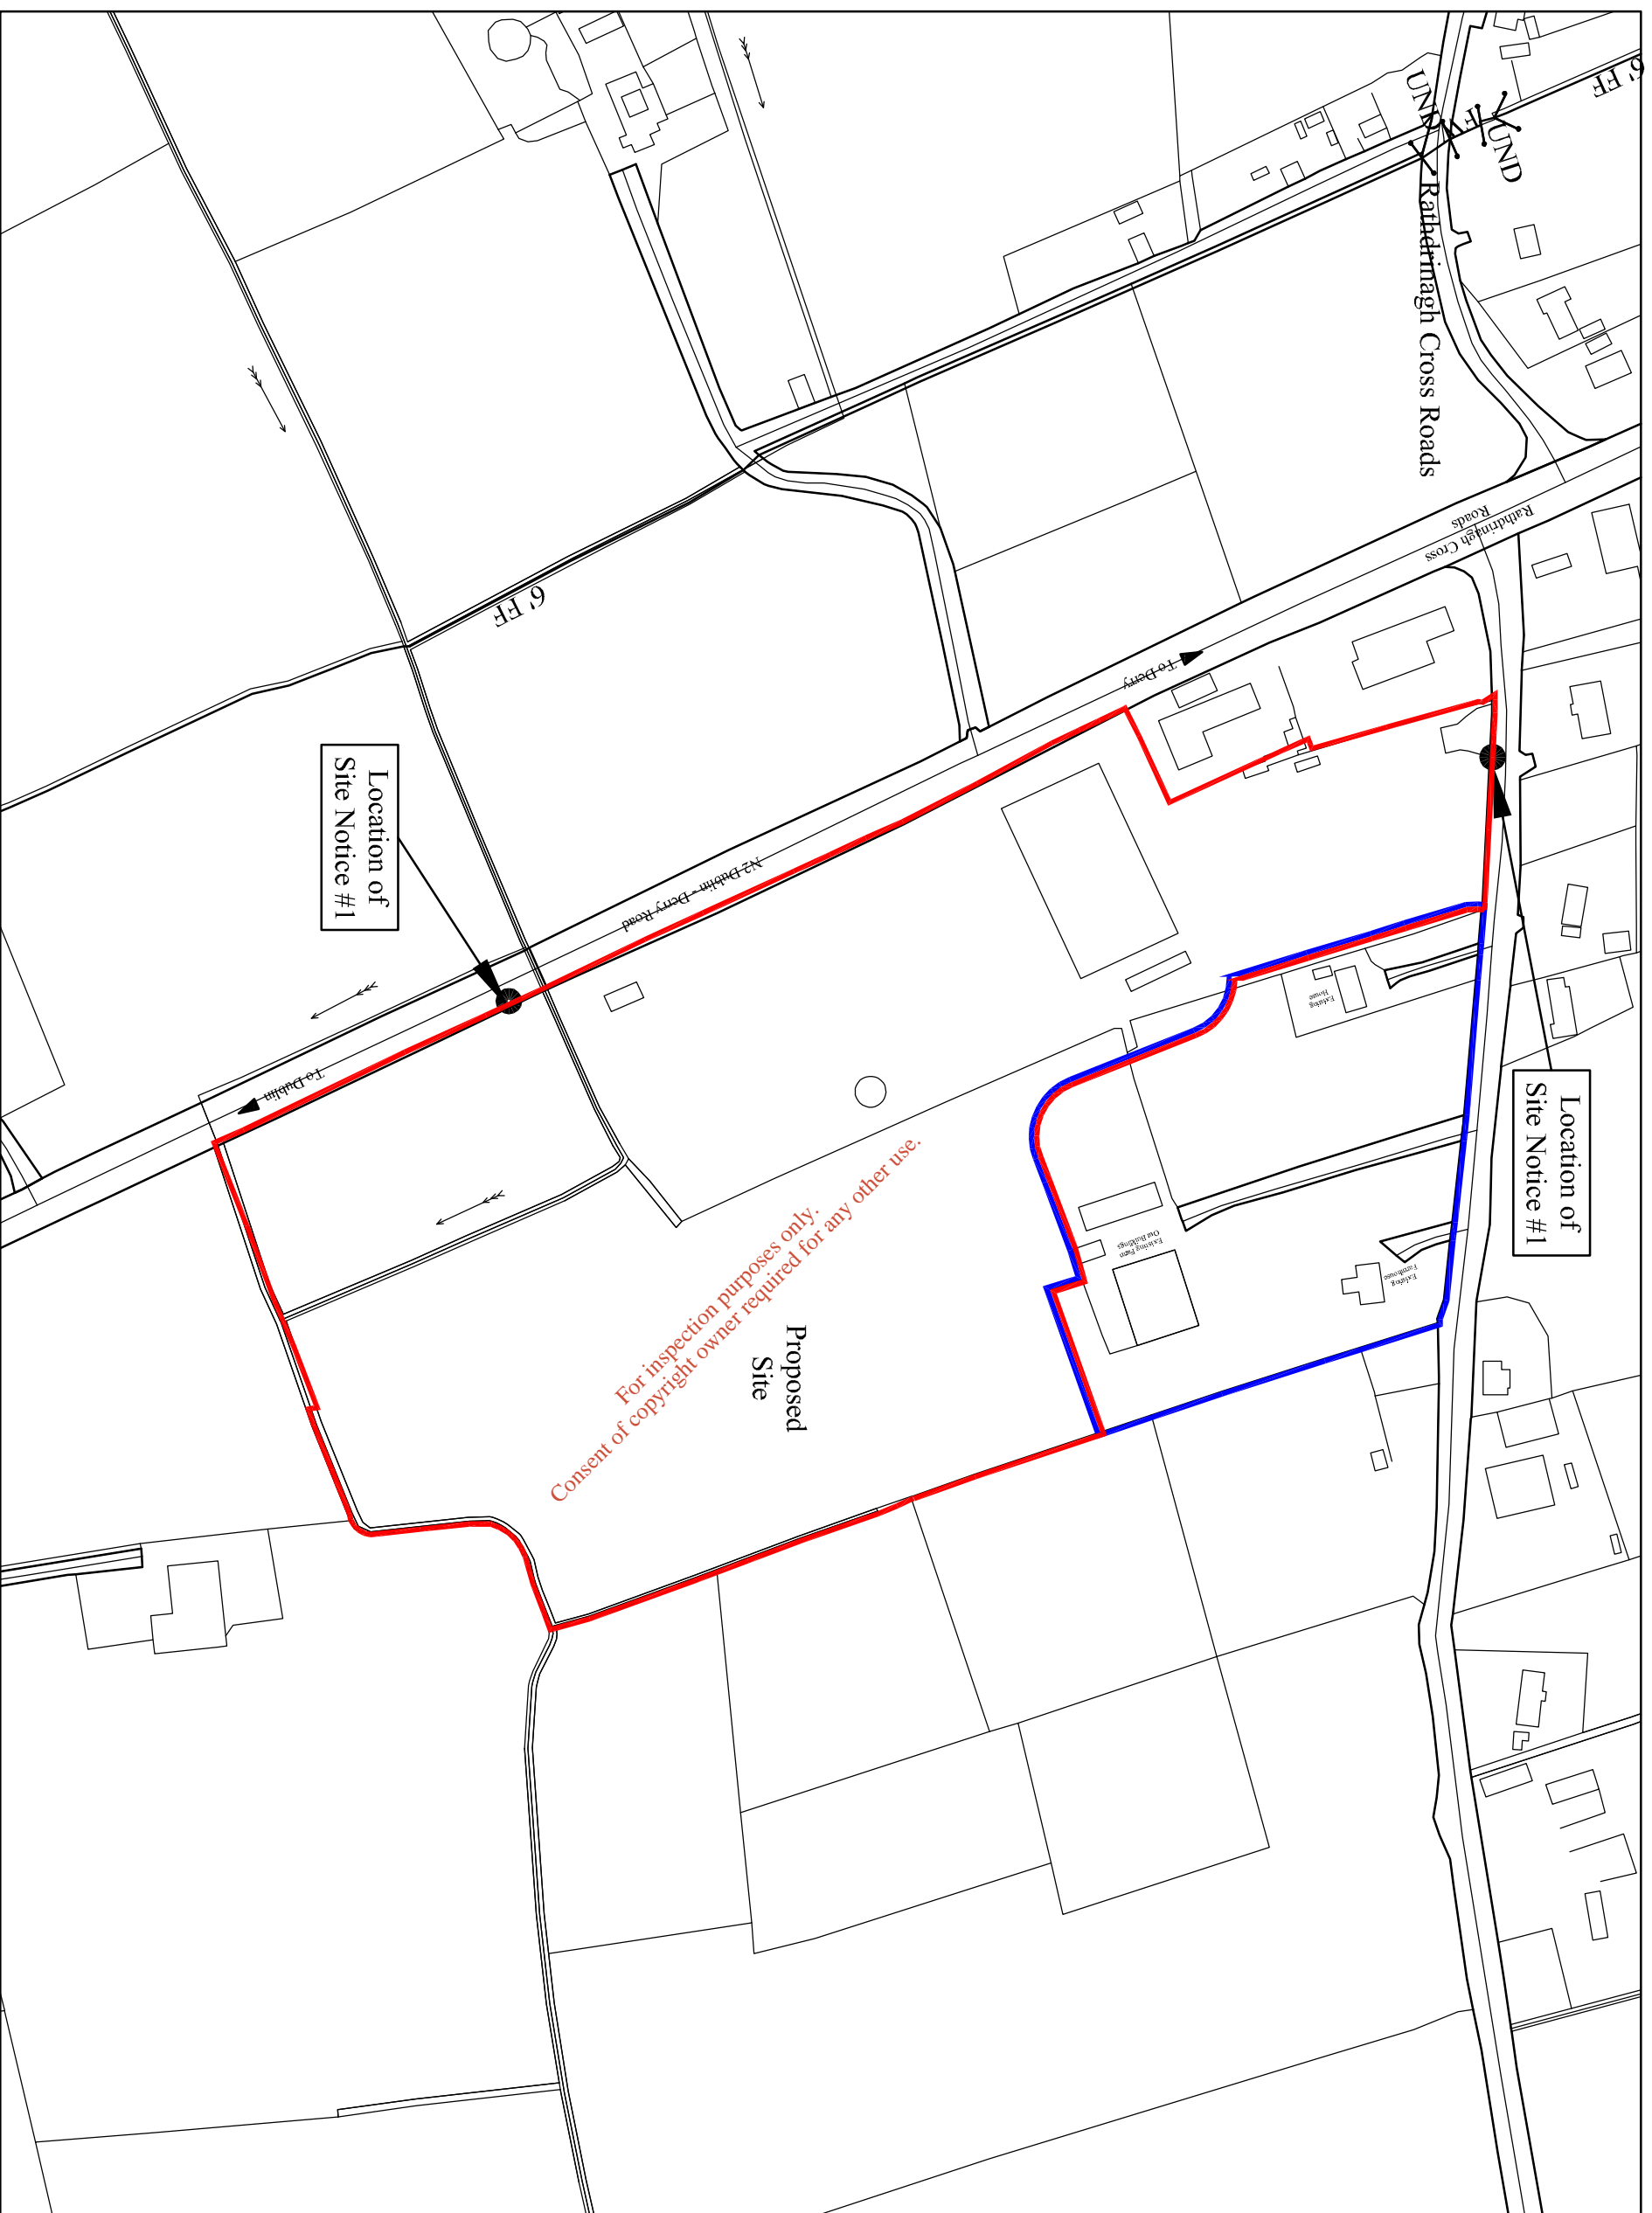 6' FF
UND
F
UND
Rathdrinagh Cross Roads
Rathdrinagh Cross
Roads
6' FF
To Derry
Location of
Site Notice #1
N2 Dublin - Derry Road
Existing
House
To Dublin
Location of
Site Notice #1
Existing Farm
Out Buildings
Existing
Farmhouse
Proposed
Site
For inspection purposes only.
Consent of copyright owner required for any other use.